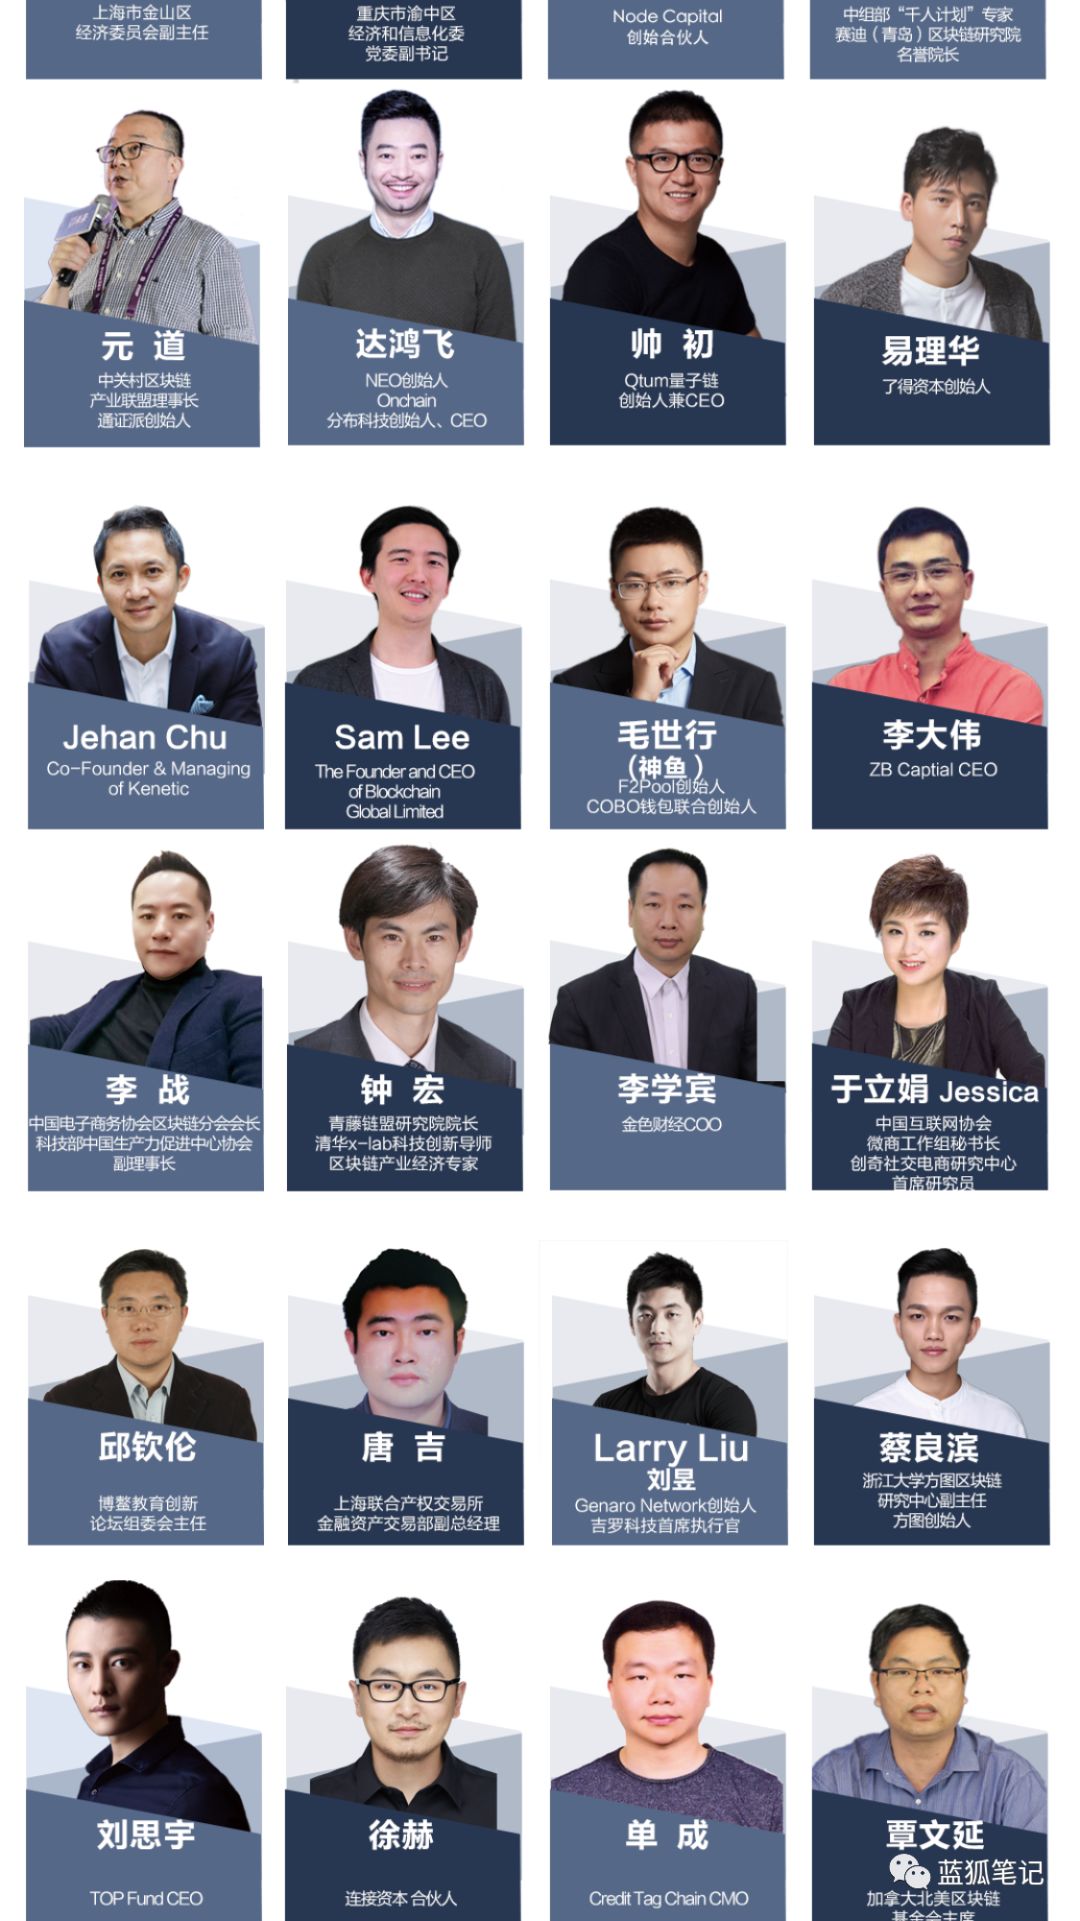 上海市金山区
经济委员会副主任
重庆市渝中区
经济和信息化委
党委副书记
Node Capital
创始合伙人
中组部“千人计划”专家
赛迪（青岛）区块链研究院
名誉院长
元 道
中关村区块链
产业联盟理事长
通证派创始人
达鸿飞
NEO创始人
Onchain
分布科技创始人、CEO
帅 初
Qtum量子链
创始人兼CEO
易理华
了得资本创始人
Jehan Chu
Co-Founder & Managing
of Kenetic
Sam Lee
The Founder and CEO
of Blockchain
Global Limited
毛世行
（神鱼）
F2Pool创始人
COBO钱包联合创始人
李大伟
ZB Captial CEO
李 战
中国电子商务协会区块链分会会长
科技部中国生产力促进中心协会
副理事长
钟 宏
青藤链盟研究院院长
清华x-lab科技创新导师
区块链产业经济专家
李学宾
金色财经COO
于立娟 Jessica
中国互联网协会
微商工作组秘书长
创奇社交电商研究中心
首席研究员
邱钦伦
博鳌教育创新
论坛组委会主任
唐 吉
上海联合产权交易所
金融资产交易部副总经理
Larry Liu
刘昱
Genaro Network创始人
吉罗科技首席执行官
蔡良滨
浙江大学方图区块链
研究中心副主任
方图创始人
刘思宇
TOP Fund CEO
徐赫
连接资本 合伙人
单 成
Credit Tag Chain CMO
覃文延
加拿大北美区块链
基金会主席
蓝狐笔记